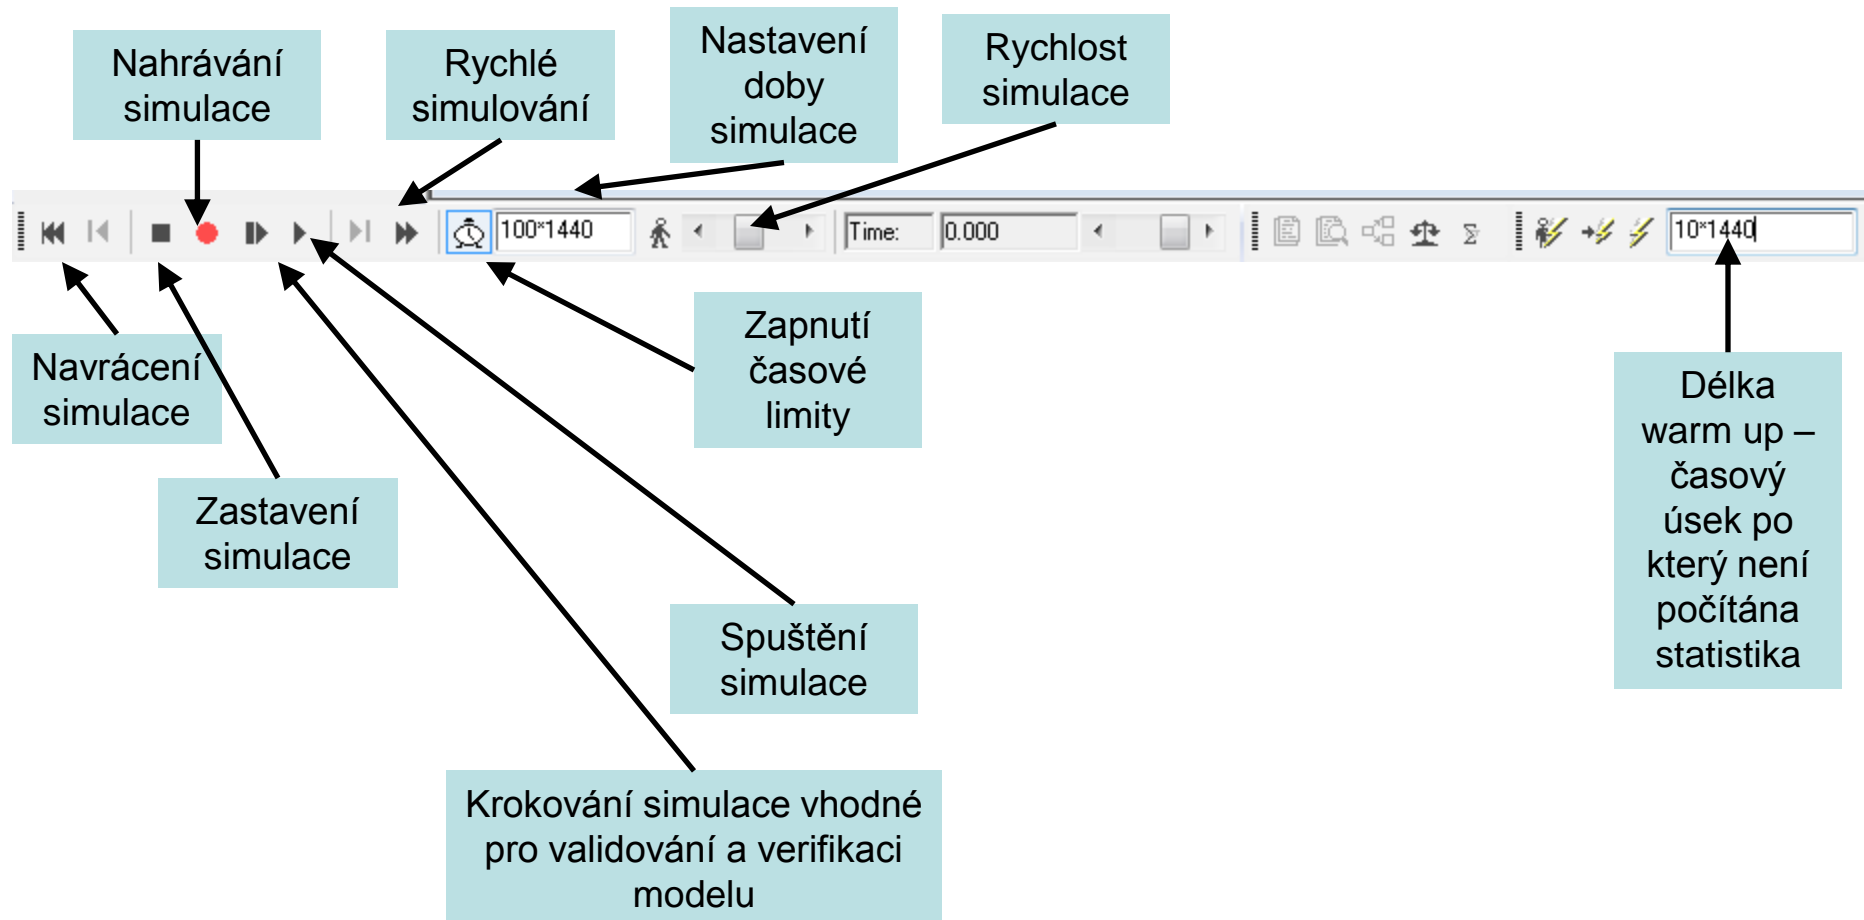 Nahrávání
simulace
Rychlé
simulování
Nastavení
doby
simulace
Rychlost
simulace
100*1440
Time:
0.000
Σ
10*1440
Navrácení
simulace
Zastavení
simulace
Zapnutí
časové
limity
Spuštění
simulace
Krokování simulace vhodné
pro validování a verifikaci
modelu
Délka
warm up –
časový
úsek po
který není
počítána
statistika